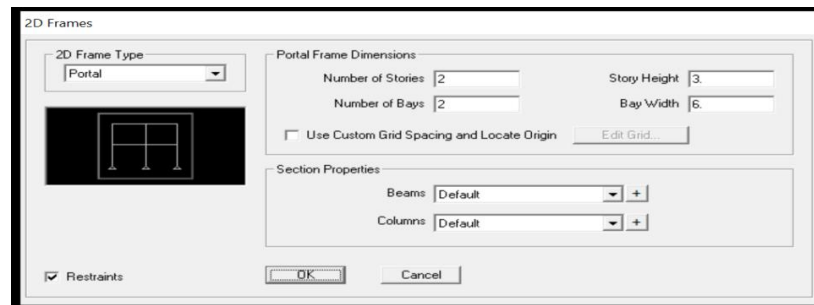 2D Frames
2D Frame Type
Portal
Portal Frame Dimensions
Number of Stories 2
Story Height 3.
Number of Bays 2
Bay Width 6.
Use Custom Grid Spacing and Locate Origin
Edit Grid...
Section Properties
Beams Default +
Columns Default +
Restraints
OK
Cancel